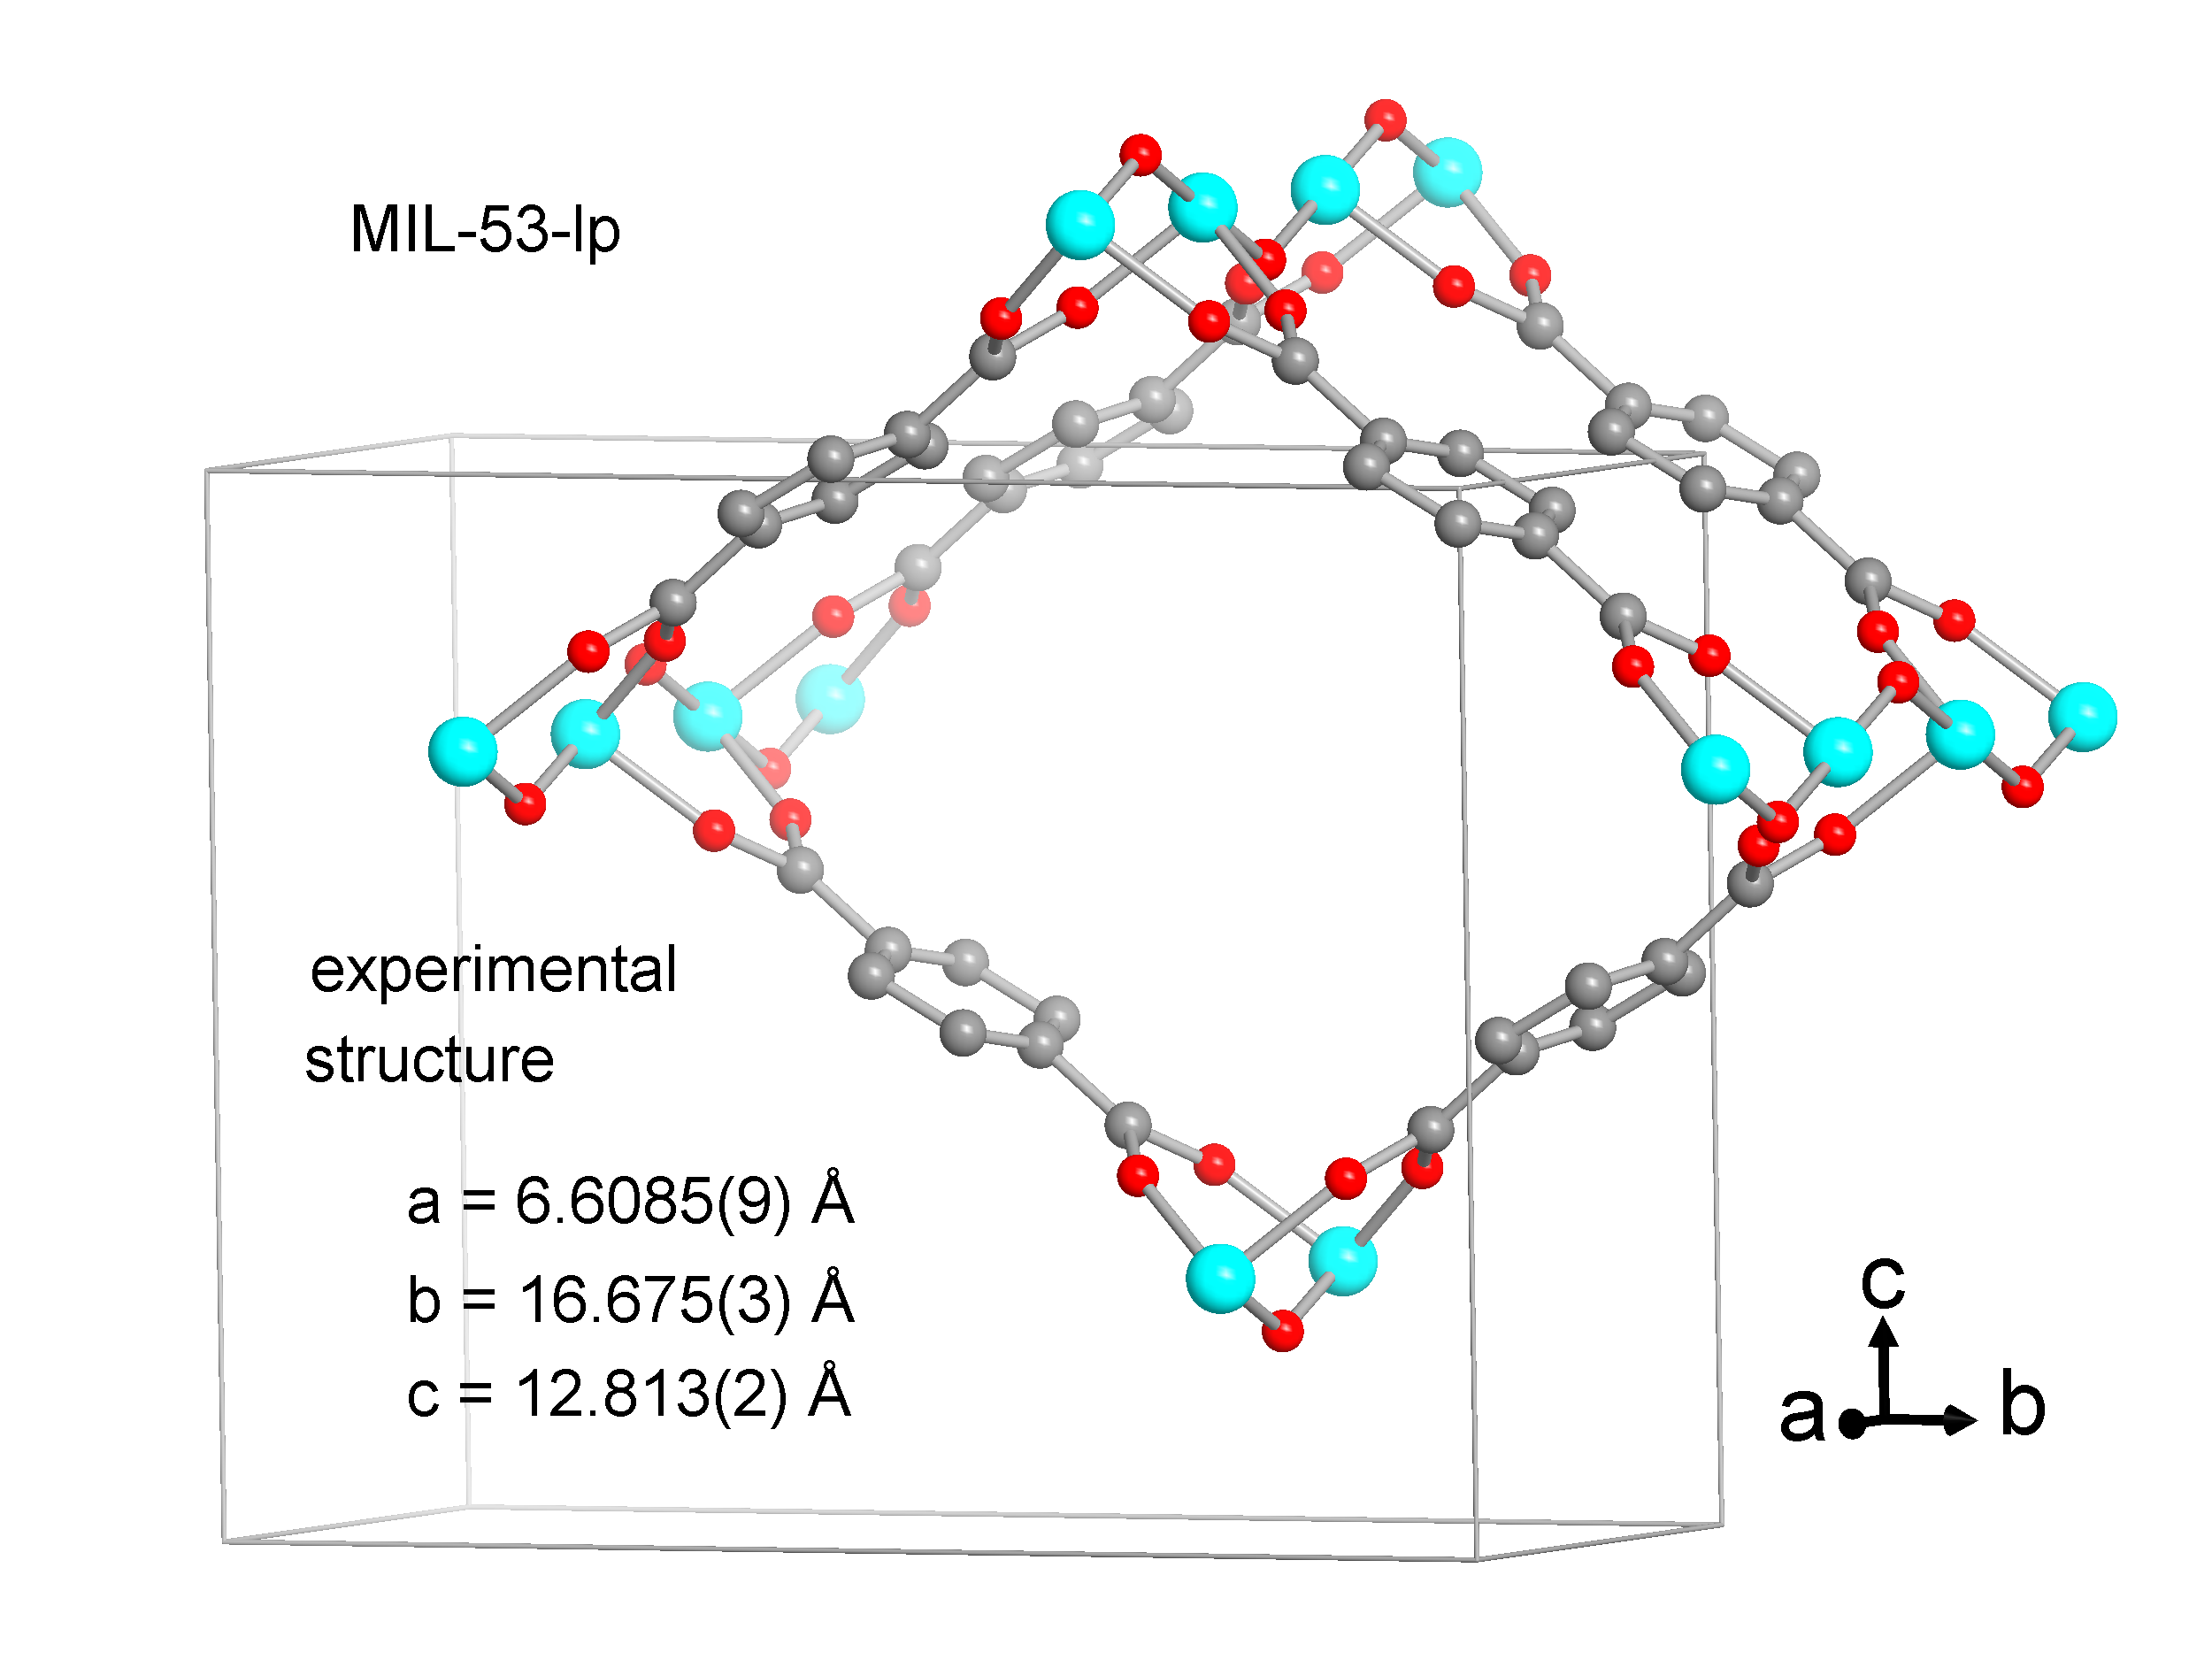 MIL-53-lp
experimental
structure
a = 6.6085(9) Å
b = 16.675(3) Å
c = 12.813(2) Å
c
a
b